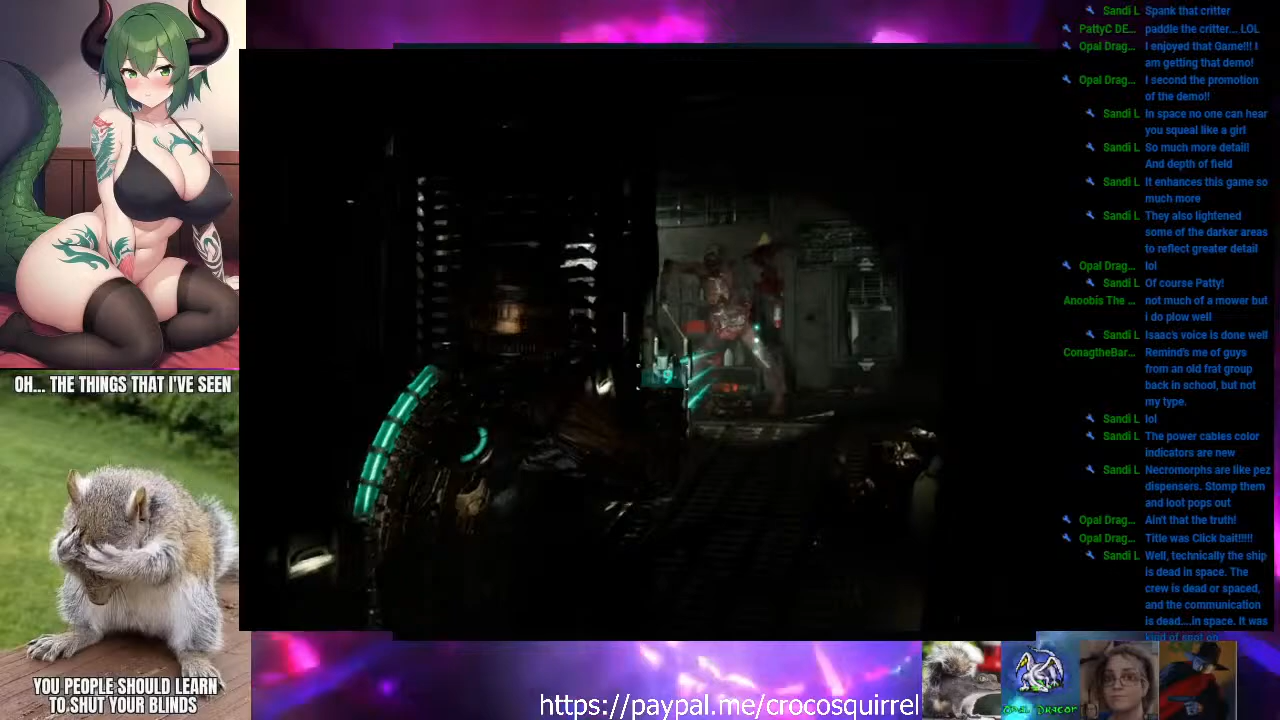 Sandi L Spank that critter
PattyC DE... paddle the critter.... LOL
Opal Drag... I enjoyed that Game!!! I
am getting that demo!
Opal Drag... I second the promotion
of the demo!!
Sandi L In space no one can hear
you squeal like a girl
Sandi L So much more detail!
And depth of field
Sandi L It enhances this game so
much more
Sandi L They also lightened
some of the darker areas
to reflect greater detail
Opal Drag... lol
Sandi L Of course Patty!
Anoobis The ... not much of a mower but
i do plow well
Sandi L Isaac's voice is done well
ConagtheBar... Remind's me of guys
from an old frat group
back in school, but not
my type.
Sandi L lol
Sandi L The power cables color
indicators are new
Sandi L Necromorphs are like pez
dispensers. Stomp them
and loot pops out
Opal Drag... Ain't that the truth!
Opal Drag... Title was Click bait!!!!!
Sandi L Well, technically the ship
is dead in space. The
crew is dead or spaced,
and the communication
is dead....in space. It was
kind of spot on
OH... THE THINGS THAT I'VE SEEN
YOU PEOPLE SHOULD LEARN
TO SHUT YOUR BLINDS
https://paypal.me/crocosquirrel
OPAL DRAGON